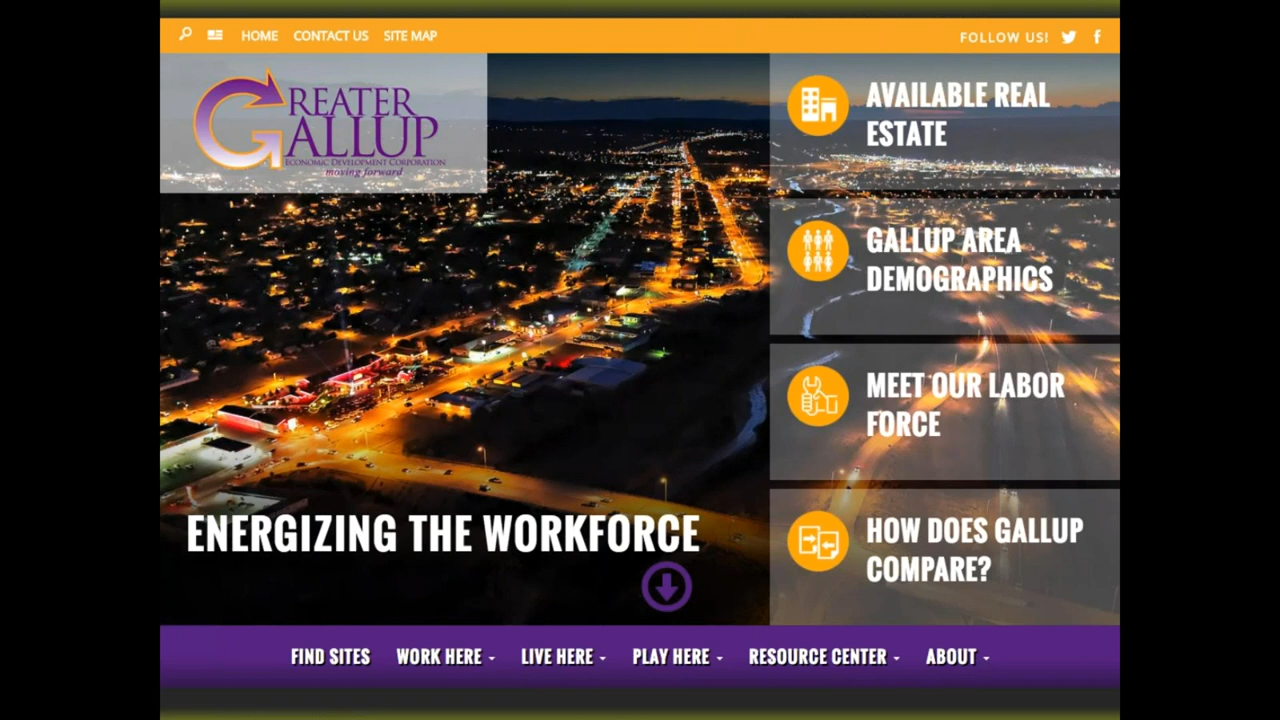 HOME CONTACT US SITE MAP
FOLLOW US!
GREATER
GALLUP
ECONOMIC DEVELOPMENT CORPORATION
moving forward
AVAILABLE REAL
ESTATE
GALLUP AREA
DEMOGRAPHICS
MEET OUR LABOR
FORCE
HOW DOES GALLUP
COMPARE?
ENERGIZING THE WORKFORCE
FIND SITES WORK HERE LIVE HERE PLAY HERE RESOURCE CENTER ABOUT